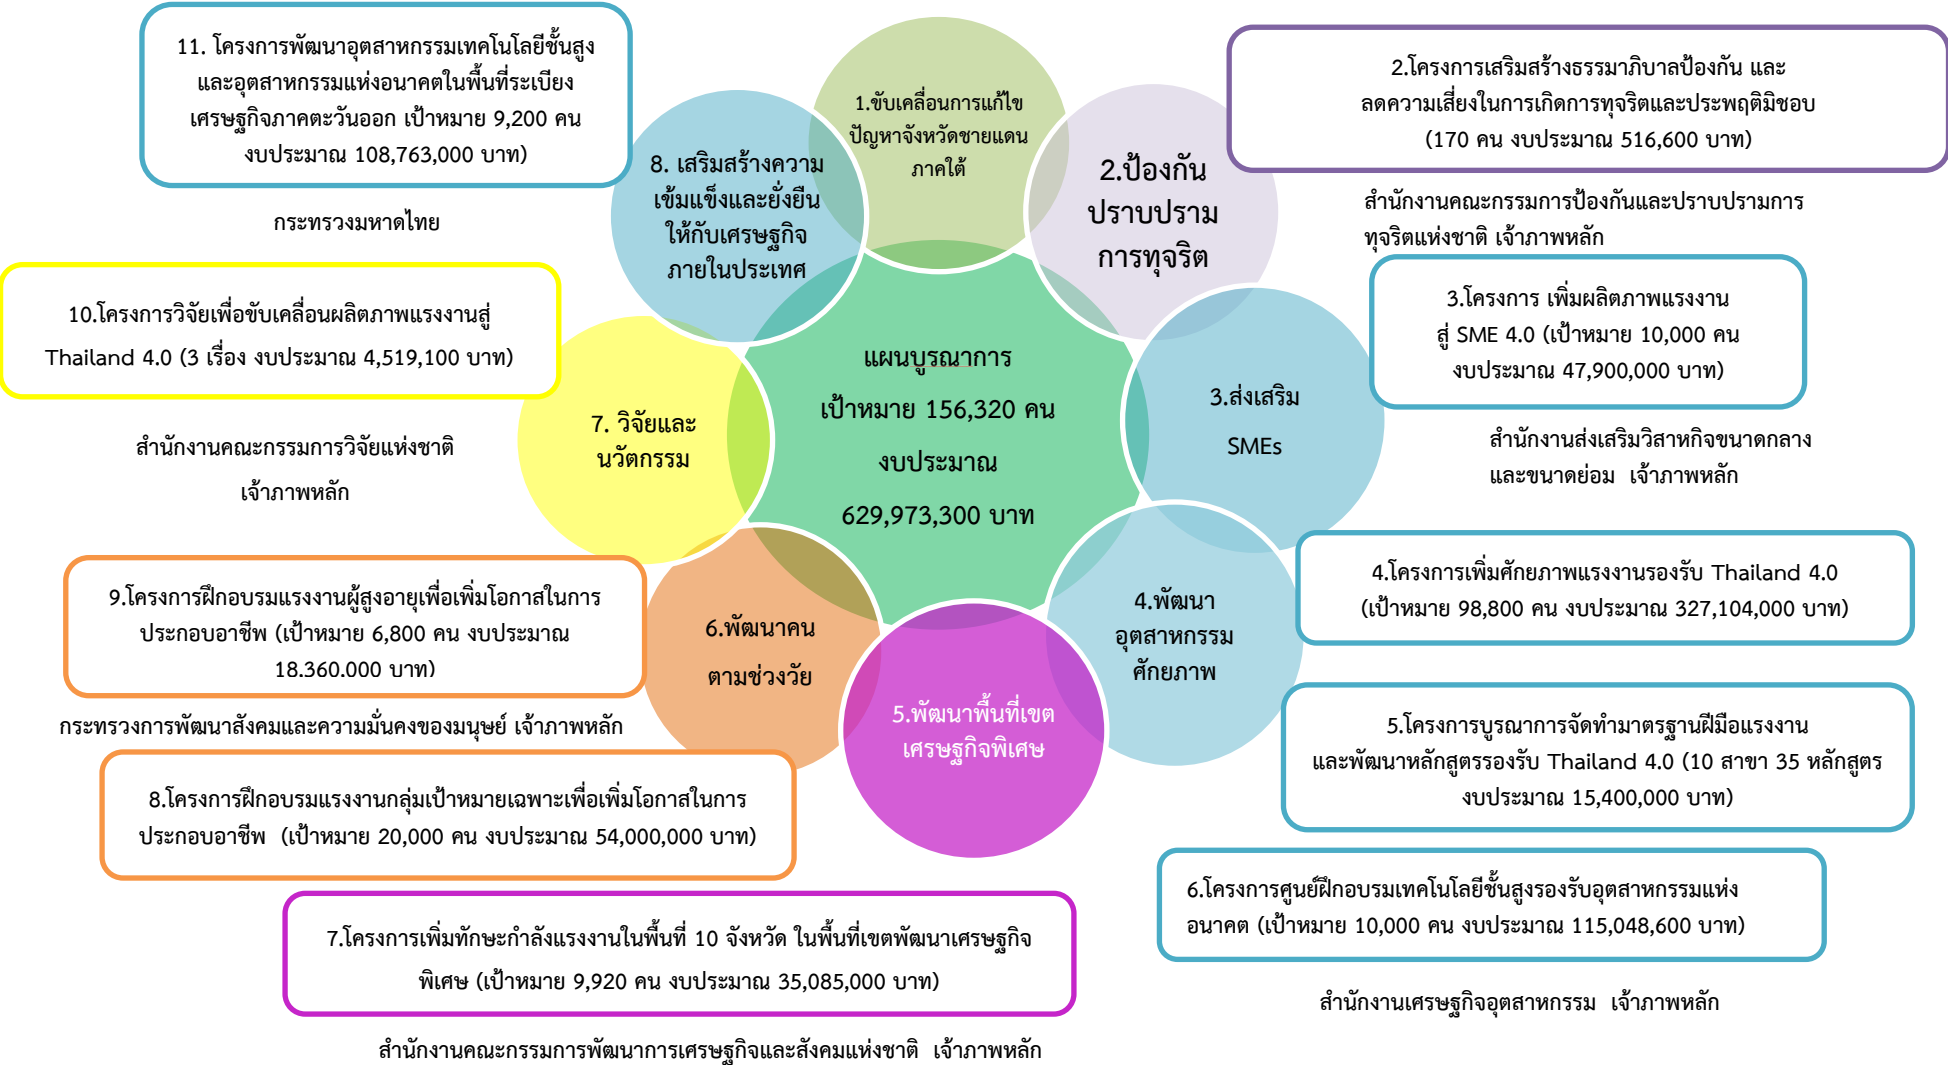 11. โครงการพัฒนาอุตสาหกรรมเทคโนโลยีชั้นสูง
และอุตสาหกรรมแห่งอนาคตในพื้นที่ระเบียง
เศรษฐกิจภาคตะวันออก เป้าหมาย 9,200 คน
งบประมาณ 108,763,000 บาท)
กระทรวงมหาดไทย
1.ขับเคลื่อนการแก้ไข
ปัญหาจังหวัดชายแดน
ภาคใต้
2.ป้องกัน
ปราบปราม
การทุจริต
2.โครงการเสริมสร้างธรรมาภิบาลป้องกัน และ
ลดความเสี่ยงในการเกิดการทุจริตและประพฤติมิชอบ
(170 คน งบประมาณ 516,600 บาท)
สำนักงานคณะกรรมการป้องกันและปราบปรามการ
ทุจริตแห่งชาติ เจ้าภาพหลัก
8. เสริมสร้างความ
เข้มแข็งและยั่งยืน
ให้กับเศรษฐกิจ
ภายในประเทศ
10.โครงการวิจัยเพื่อขับเคลื่อนผลิตภาพแรงงานสู่
Thailand 4.0 (3 เรื่อง งบประมาณ 4,519,100 บาท)
สำนักงานคณะกรรมการวิจัยแห่งชาติ
เจ้าภาพหลัก
7. วิจัยและ
นวัตกรรม
แผนบูรณาการ
เป้าหมาย 156,320 คน
งบประมาณ
629,973,300 บาท
3.ส่งเสริม
SMEs
3.โครงการ เพิ่มผลิตภาพแรงงาน
สู่ SME 4.0 (เป้าหมาย 10,000 คน
งบประมาณ 47,900,000 บาท)
สำนักงานส่งเสริมวิสาหกิจขนาดกลาง
และขนาดย่อม เจ้าภาพหลัก
4.พัฒนา
อุตสาหกรรม
ศักยภาพ
4.โครงการเพิ่มศักยภาพแรงงานรองรับ Thailand 4.0
(เป้าหมาย 98,800 คน งบประมาณ 327,104,000 บาท)
5.โครงการบูรณาการจัดทำมาตรฐานฝีมือแรงงาน
และพัฒนาหลักสูตรรองรับ Thailand 4.0 (10 สาขา 35 หลักสูตร
งบประมาณ 15,400,000 บาท)
6.โครงการศูนย์ฝึกอบรมเทคโนโลยีชั้นสูงรองรับอุตสาหกรรมแห่ง
อนาคต (เป้าหมาย 10,000 คน งบประมาณ 115,048,600 บาท)
สำนักงานเศรษฐกิจอุตสาหกรรม เจ้าภาพหลัก
9.โครงการฝึกอบรมแรงงานผู้สูงอายุเพื่อเพิ่มโอกาสในการ
ประกอบอาชีพ (เป้าหมาย 6,800 คน งบประมาณ
18.360.000 บาท)
กระทรวงการพัฒนาสังคมและความมั่นคงของมนุษย์ เจ้าภาพหลัก
6.พัฒนาคน
ตามช่วงวัย
5.พัฒนาพื้นที่เขต
เศรษฐกิจพิเศษ
8.โครงการฝึกอบรมแรงงานกลุ่มเป้าหมายเฉพาะเพื่อเพิ่มโอกาสในการ
ประกอบอาชีพ (เป้าหมาย 20,000 คน งบประมาณ 54,000,000 บาท)
7.โครงการเพิ่มทักษะกำลังแรงงานในพื้นที่ 10 จังหวัด ในพื้นที่เขตพัฒนาเศรษฐกิจ
พิเศษ (เป้าหมาย 9,920 คน งบประมาณ 35,085,000 บาท)
สำนักงานคณะกรรมการพัฒนาการเศรษฐกิจและสังคมแห่งชาติ เจ้าภาพหลัก